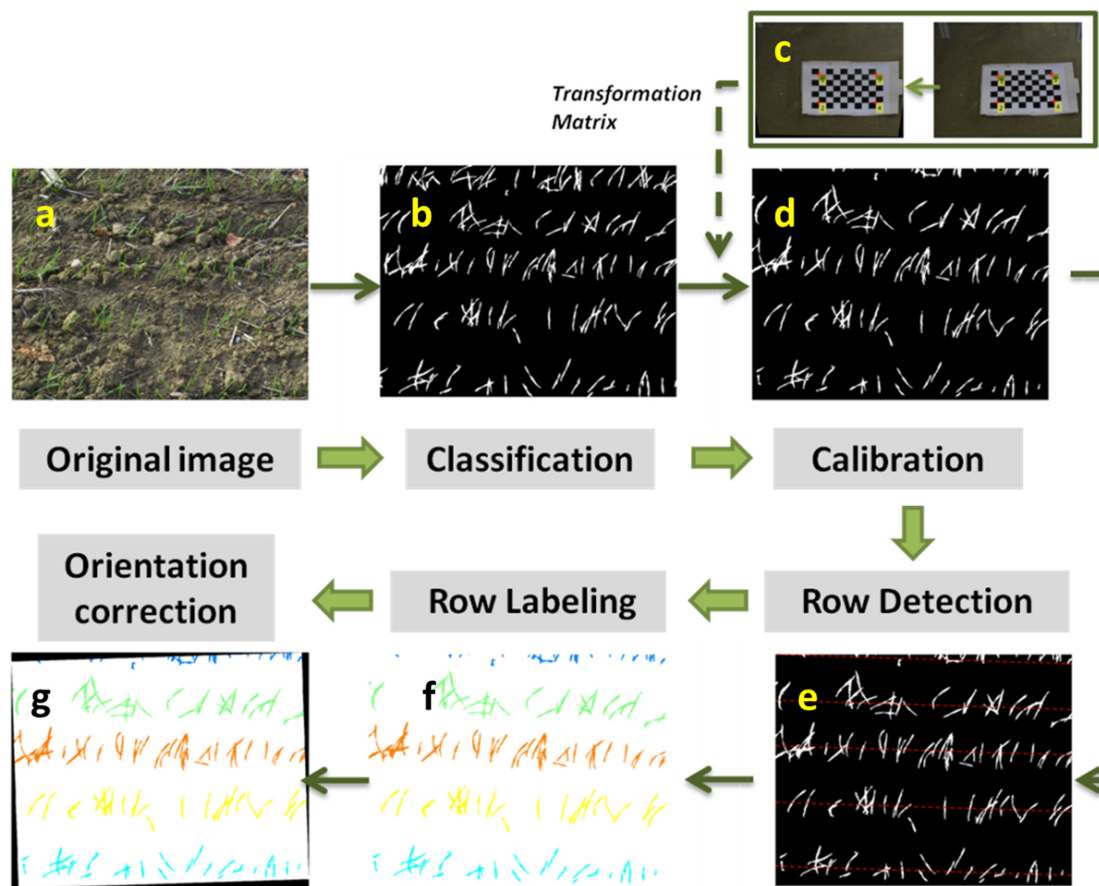 c
Transformation
Matrix
a
b
d
Original image
Classification
Calibration
Orientation
correction
Row Labeling
Row Detection
g
f
e